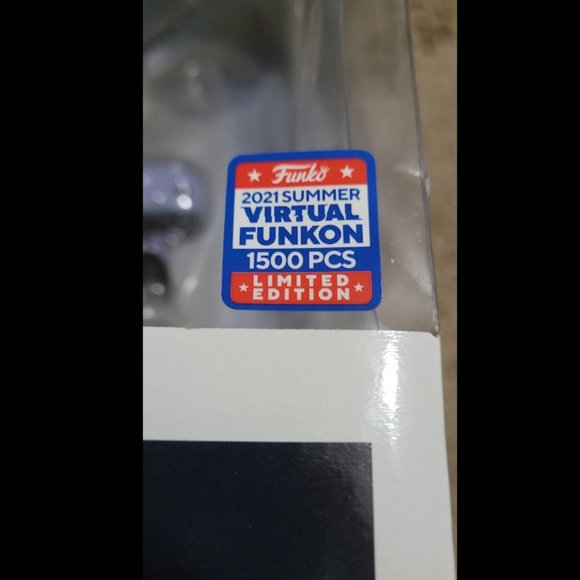 Funko
2021 SUMMER
VIRTUAL
FUNKON
1500 PCS
LIMITED
EDITION